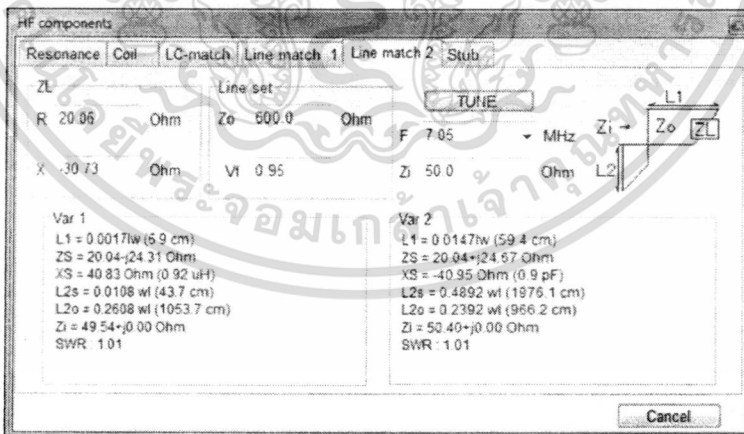 HF components
Resonance Coil LC-match Line match 1 Line match 2 Stub
ZL
Line set
TUNE
R 20.06 Ohm
Zo 600.0 Ohm
F 7.05 MHz
X -30.73 Ohm
Vf 0.95
Zi 50.0 Ohm
L1
Zi Zo ZL
L2
Var 1
L1 = 0.0017lw (6.9 cm)
ZS = 20.04-j24.31 Ohm
XS = 40.83 Ohm (0.92 uH)
L2s = 0.0108 wl (43.7 cm)
L2o = 0.2608 wl (1053.7 cm)
Zi = 49.54+j0.00 Ohm
SWR : 1.01
Var 2
L1 = 0.0147lw (59.4 cm)
ZS = 20.04+j24.67 Ohm
XS = -40.95 Ohm (0.9 pF)
L2s = 0.4892 wl (1976.1 cm)
L2o = 0.2392 wl (966.2 cm)
Zi = 50.40+j0.00 Ohm
SWR : 1.01
Cancel